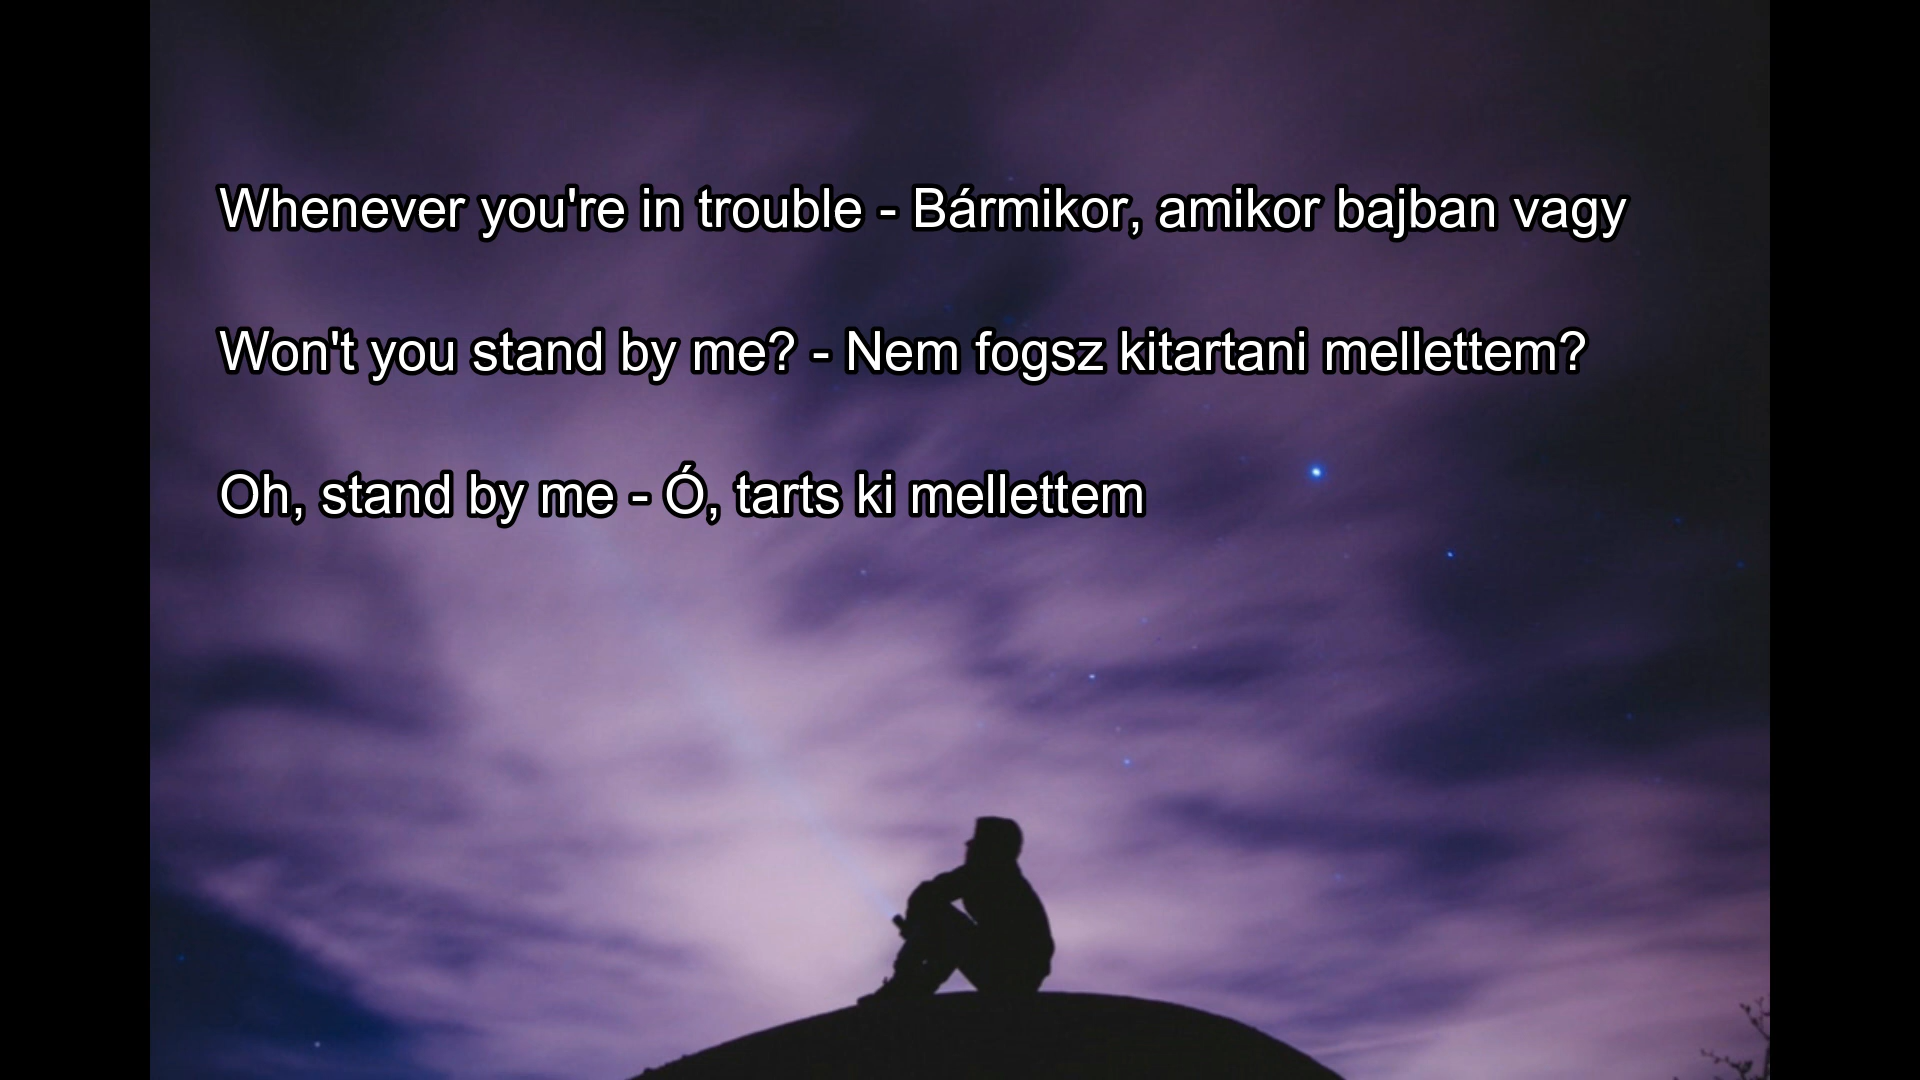 Whenever you're in trouble - Bármikor, amikor bajban vagy
Won't you stand by me? - Nem fogsz kitartani mellettem?
Oh, stand by me - Ó, tarts ki mellettem